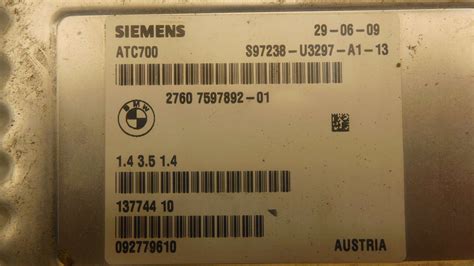 SIEMENS 29-06-09
ATC700 S97238-U3297-A1-13
BMW
2760 7597892-01
1.4 3.5 1.4
137744 10
092779610 AUSTRIA